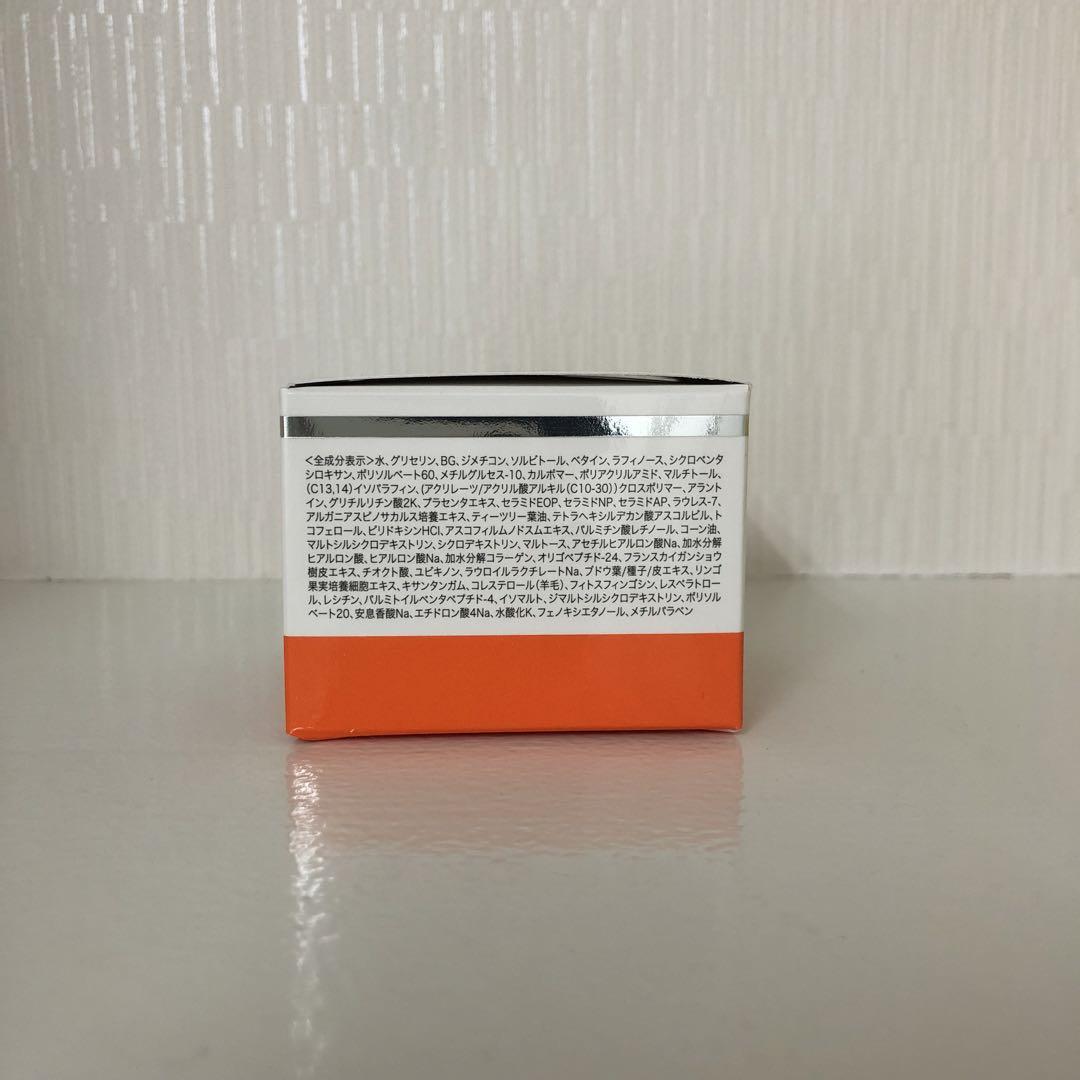 <全成分表示>水、グリセリン、BG、ジメチコン、ソルビトール、ベタイン、ラフィノース、シクロペンタ
シロキサン、ポリソルベート60、メチルグルセス-10、カルボマー、ポリアクリルアミド、マルチトール、
(C13,14)イソパラフィン、(アクリレーツ/アクリル酸アルキル(C10-30))クロスポリマー、アラント
イン、グリチルリチン酸2K、プラセンタエキス、セラミドEOP、セラミドNP、セラミドAP、ラウレス-7、
アルガニアスピノサカルス培養エキス、ティーツリー葉油、テトラヘキシルデカン酸アスコルビル、ト
コフェロール、ピリドキシンHCl、アスコフィルムノドスムエキス、パルミチン酸レチノール、コーン油、
マルトシルシクロデキストリン、シクロデキストリン、マルトース、アセチルヒアルロン酸Na、加水分解
ヒアルロン酸、ヒアルロン酸Na、加水分解コラーゲン、オリゴペプチド-24、フランスカイガンショウ
樹皮エキス、チオクト酸、ユビキノン、ラウロイルラクチレートNa、ブドウ葉/種子/皮エキス、リンゴ
果実培養細胞エキス、キサンタンガム、コレステロール(羊毛)、フィトスフィンゴシン、レスベラトロー
ル、レシチン、パルミトイルペンタペプチド-4、イソマルト、ジマルトシルシクロデキストリン、ポリソル
ベート20、安息香酸Na、エチドロン酸4Na、水酸化K、フェノキシエタノール、メチルパラベン